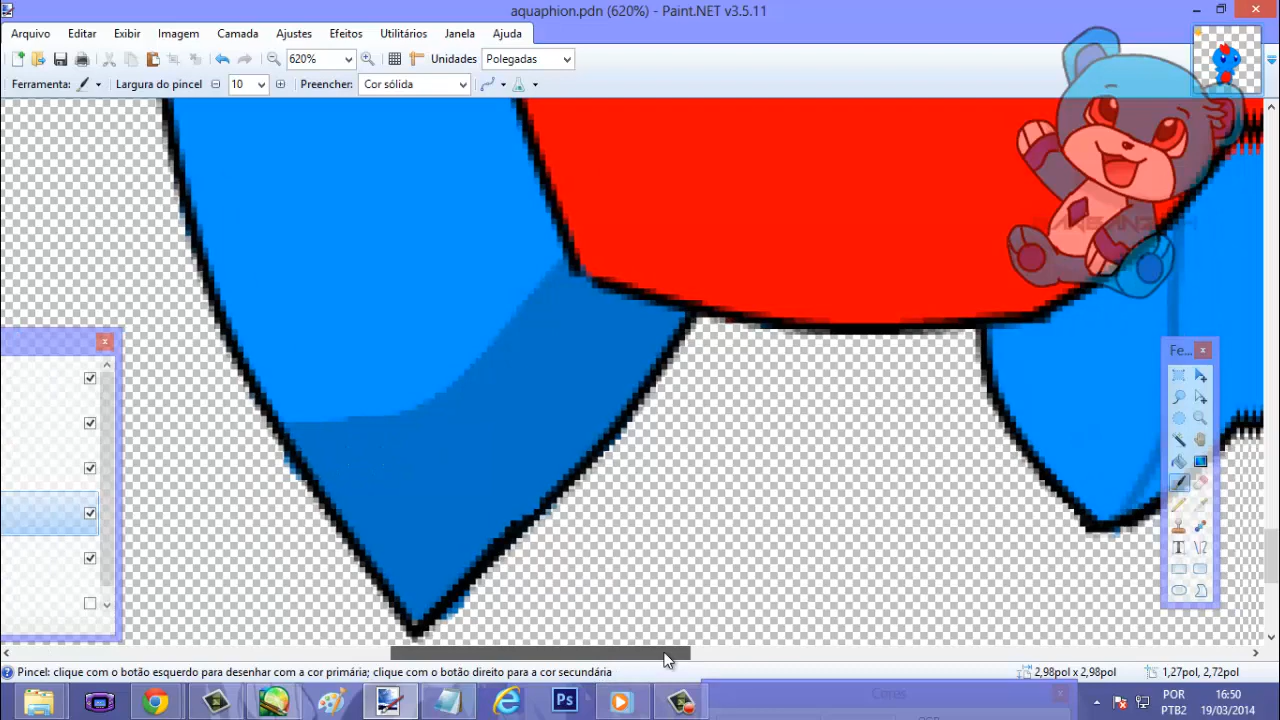 aquaphion.pdn (620%) - Paint.NET v3.5.11
Arquivo Editar Exibir Imagem Camada Ajustes Efeitos Utilitários Janela Ajuda
620% Unidades Polegadas
Ferramenta: Largura do pincel 10 Preencher: Cor sólida
Fe...
T
Pincel: clique com o botão esquerdo para desenhar com a cor primária; clique com o botão direito para a cor secundária 2,98pol x 2,98pol 1,27pol, 2,72pol
Cores
Ps
POR 16:50
PTB2 19/03/2014